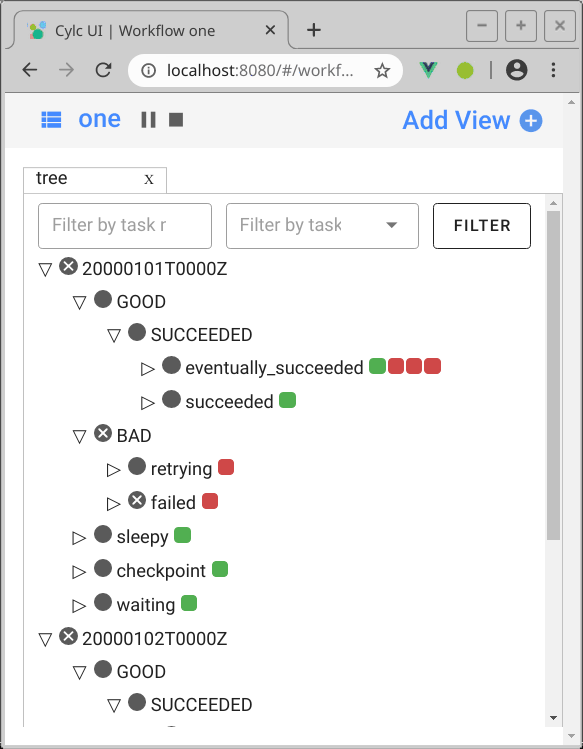 Cylc UI | Workflow one
localhost:8080/#/workf...
one
Add View
tree x
Filter by task r
Filter by task
FILTER
20000101T0000Z
GOOD
SUCCEEDED
eventually_succeeded
succeeded
BAD
retrying
failed
sleepy
checkpoint
waiting
20000102T0000Z
GOOD
SUCCEEDED